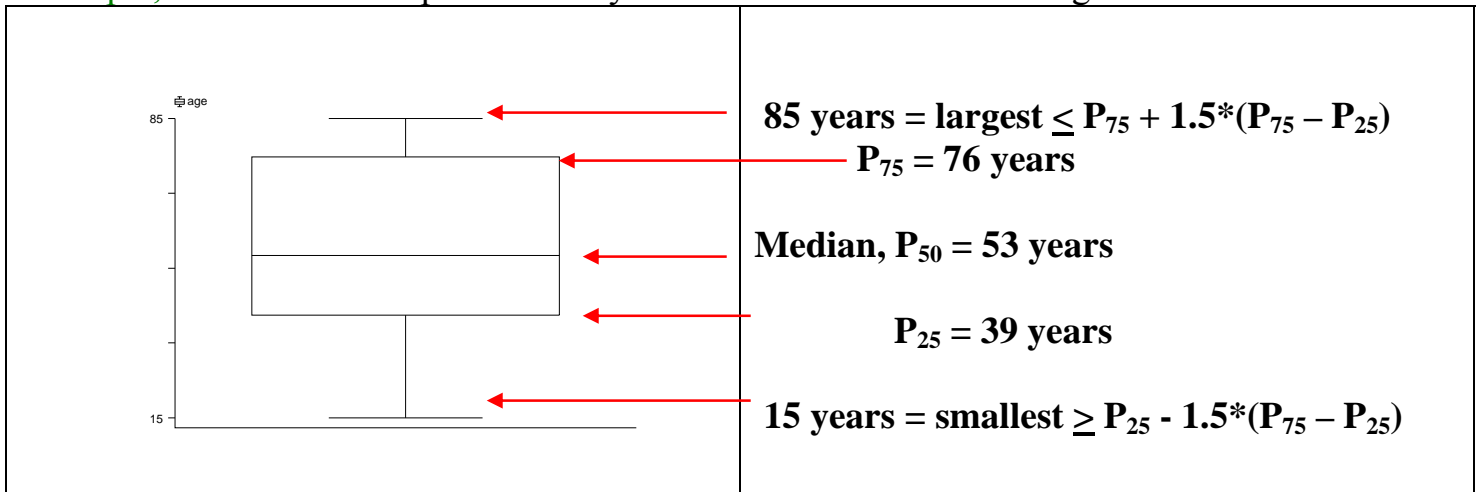 age
85
15
85 years = largest ≤ P75 + 1.5*(P75 – P25)
P75 = 76 years
Median, P50 = 53 years
P25 = 39 years
15 years = smallest ≥ P25 - 1.5*(P75 – P25)